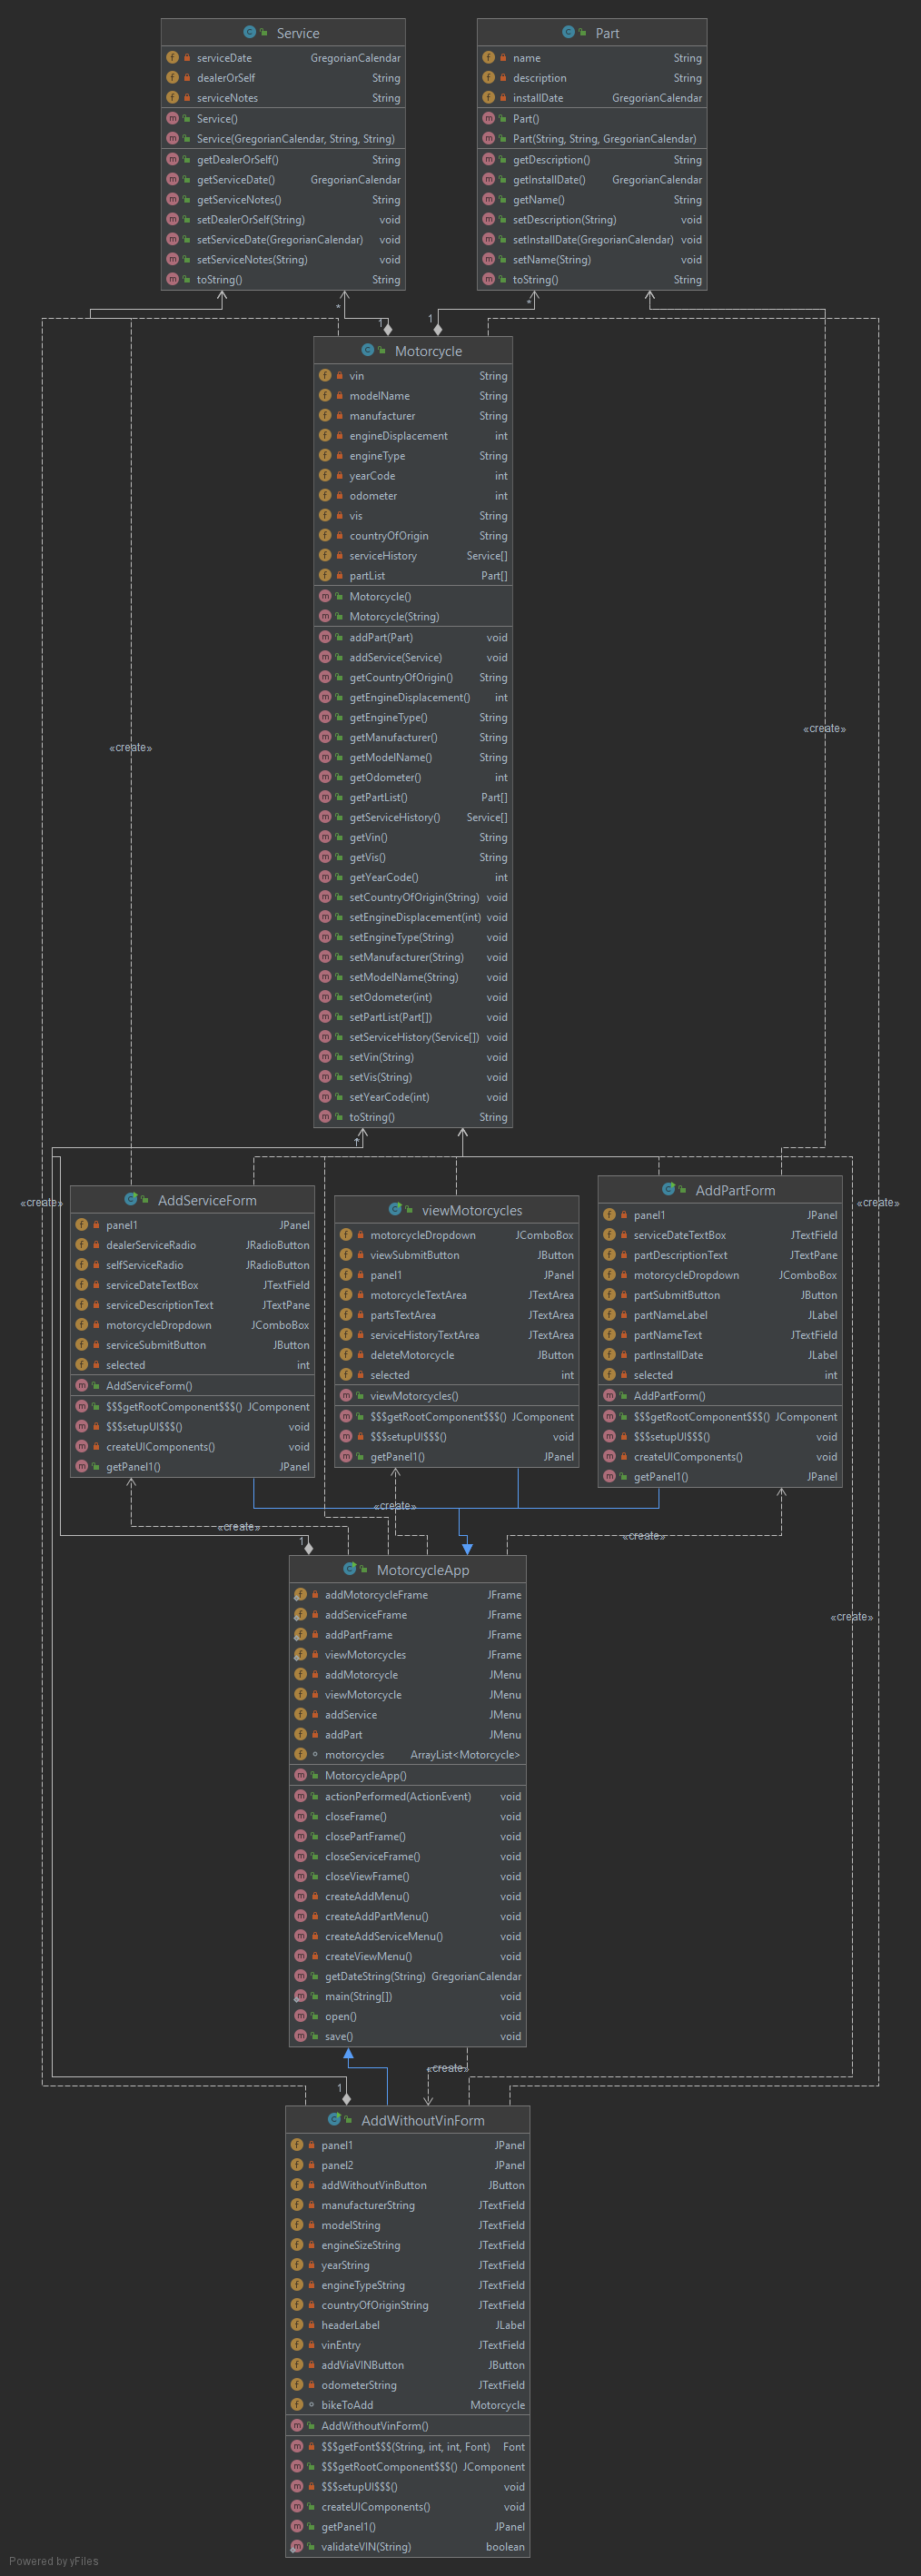 Service
serviceDate GregorianCalendar
dealerOrSelf String
serviceNotes String
Service()
Service(GregorianCalendar, String, String)
getDealerOrSelf() String
getServiceDate() GregorianCalendar
getServiceNotes() String
setDealerOrSelf(String) void
setServiceDate(GregorianCalendar) void
setServiceNotes(String) void
toString() String
Part
name String
description String
installDate GregorianCalendar
Part()
Part(String, String, GregorianCalendar)
getDescription() String
getInstallDate() GregorianCalendar
getName() String
setDescription(String) void
setInstallDate(GregorianCalendar) void
setName(String) void
toString() String
*
*
1
1
Motorcycle
vin String
modelName String
manufacturer String
engineDisplacement int
engineType String
yearCode int
odometer int
vis String
countryOfOrigin String
serviceHistory Service[]
partList Part[]
Motorcycle()
Motorcycle(String)
addPart(Part) void
addService(Service) void
getCountryOfOrigin() String
getEngineDisplacement() int
getEngineType() String
getManufacturer() String
getModelName() String
getOdometer() int
getPartList() Part[]
getServiceHistory() Service[]
getVin() String
getVis() String
getYearCode() int
setCountryOfOrigin(String) void
setEngineDisplacement(int) void
setEngineType(String) void
setManufacturer(String) void
setModelName(String) void
setOdometer(int) void
setPartList(Part[]) void
setServiceHistory(Service[]) void
setVin(String) void
setVis(String) void
setYearCode(int) void
toString() String
«create»
«create»
«create»
«create»
AddServiceForm
panel1 JPanel
dealerServiceRadio JRadioButton
selfServiceRadio JRadioButton
serviceDateTextBox JTextField
serviceDescriptionText JTextPane
motorcycleDropdown JComboBox
serviceSubmitButton JButton
selected int
AddServiceForm()
$$$getRootComponent$$$() JComponent
$$$setupUI$$$() void
createUIComponents() void
getPanel1() JPanel
viewMotorcycles
motorcycleDropdown JComboBox
viewSubmitButton JButton
panel1 JPanel
motorcycleTextArea JTextArea
partsTextArea JTextArea
serviceHistoryTextArea JTextArea
deleteMotorcycle JButton
selected int
viewMotorcycles()
$$$getRootComponent$$$() JComponent
$$$setupUI$$$() void
getPanel1() JPanel
AddPartForm
panel1 JPanel
serviceDateTextBox JTextField
partDescriptionText JTextPane
motorcycleDropdown JComboBox
partSubmitButton JButton
partNameLabel JLabel
partNameText JTextField
partInstallDate JLabel
selected int
AddPartForm()
$$$getRootComponent$$$() JComponent
$$$setupUI$$$() void
createUIComponents() void
getPanel1() JPanel
«create»
«create»
«create»
1
MotorcycleApp
addMotorcycleFrame JFrame
addServiceFrame JFrame
addPartFrame JFrame
viewMotorcycles JFrame
addMotorcycle JMenu
viewMotorcycle JMenu
addService JMenu
addPart JMenu
motorcycles ArrayList<Motorcycle>
MotorcycleApp()
actionPerformed(ActionEvent) void
closeFrame() void
closePartFrame() void
closeServiceFrame() void
closeViewFrame() void
createAddMenu() void
createAddPartMenu() void
createAddServiceMenu() void
createViewMenu() void
getDateString(String) GregorianCalendar
main(String[]) void
open() void
save() void
«create»
«create»
1
AddWithoutVinForm
panel1 JPanel
panel2 JPanel
addWithoutVinButton JButton
manufacturerString JTextField
modelString JTextField
engineSizeString JTextField
yearString JTextField
engineTypeString JTextField
countryOfOriginString JTextField
headerLabel JLabel
vinEntry JTextField
addViaVINButton JButton
odometerString JTextField
bikeToAdd Motorcycle
AddWithoutVinForm()
$$$getFont$$$(String, int, int, Font) Font
$$$getRootComponent$$$() JComponent
$$$setupUI$$$() void
createUIComponents() void
getPanel1() JPanel
validateVIN(String) boolean
Powered by yFiles